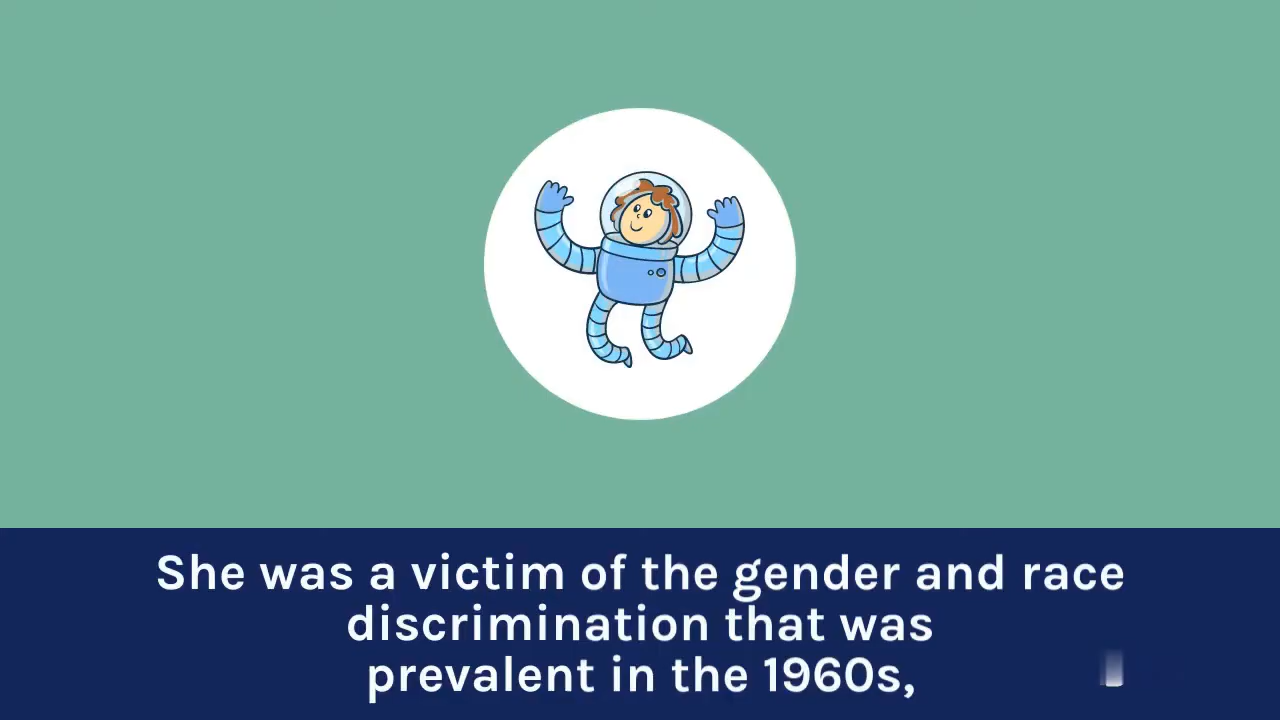 She was a victim of the gender and race
discrimination that was
prevalent in the 1960s,